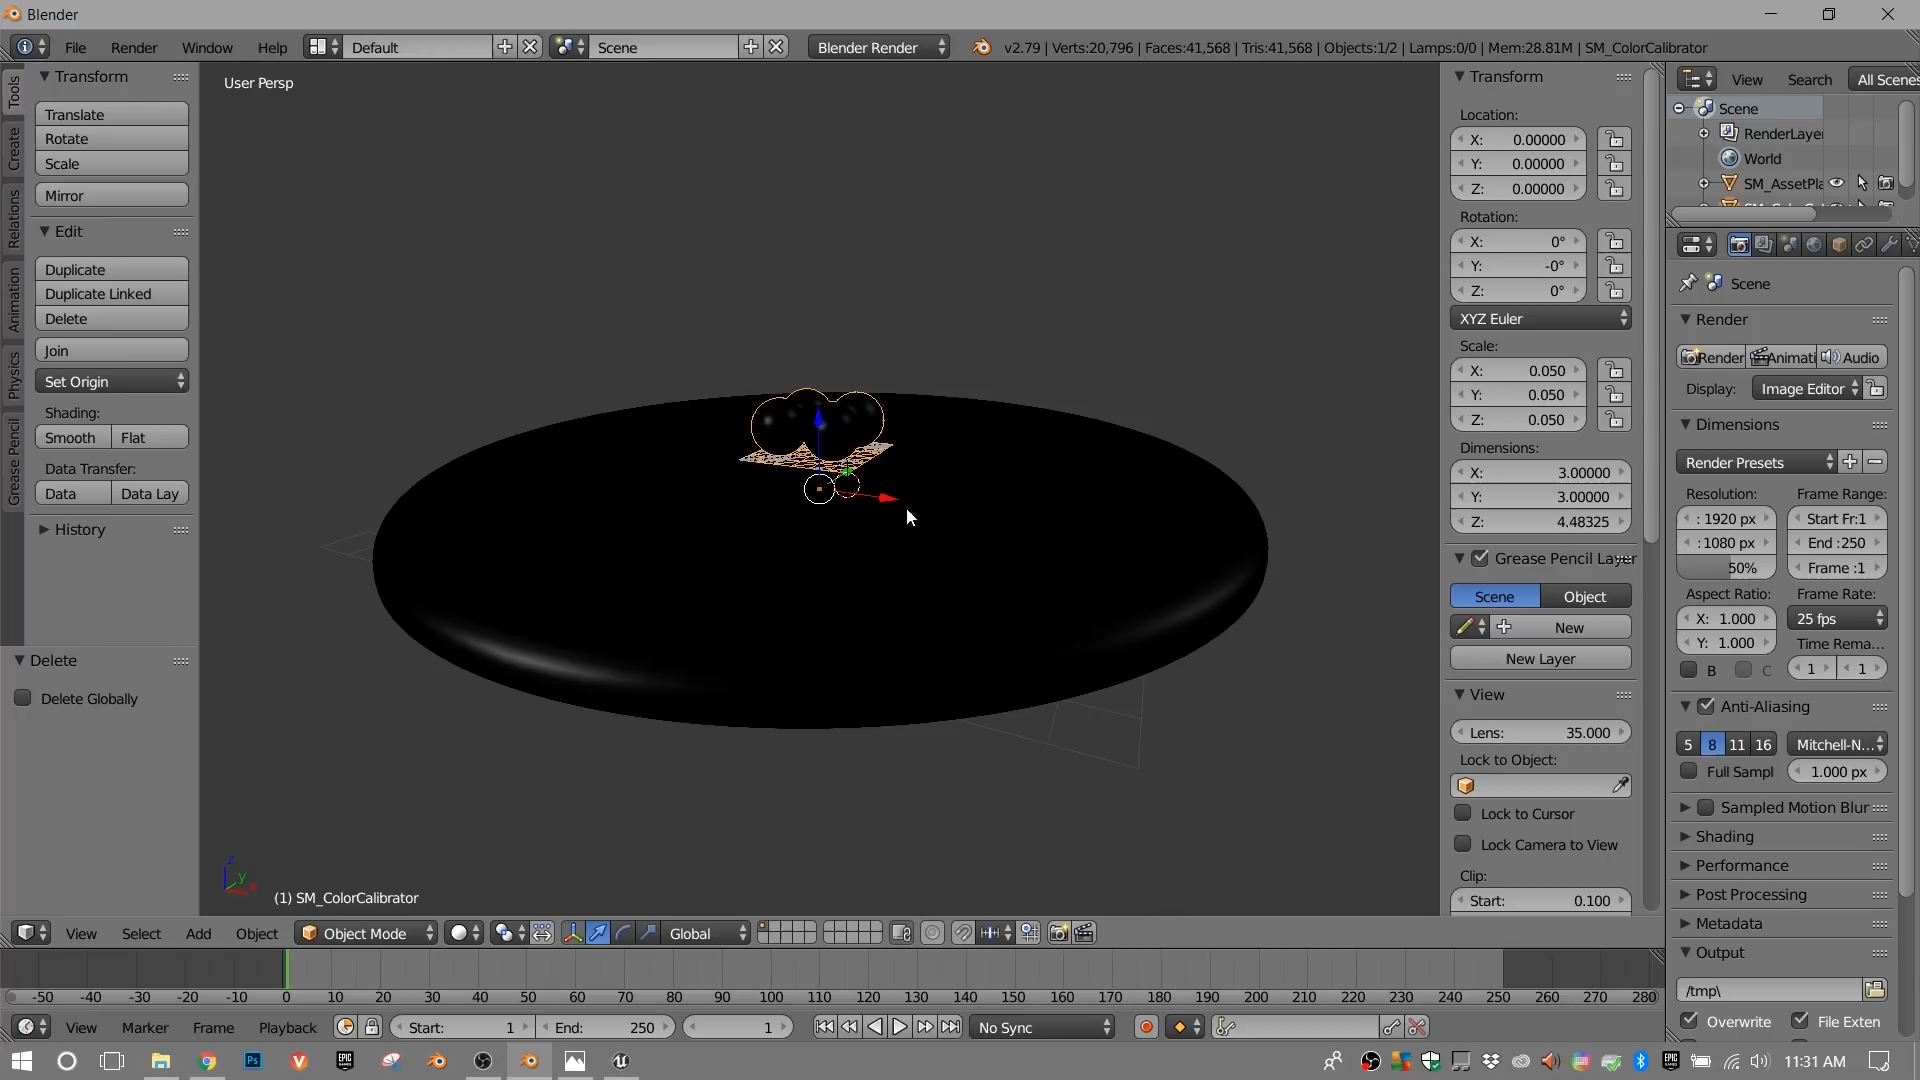 Blender
File Render Window Help Default Scene Blender Render v2.79 | Verts:20,796 | Faces:41,568 | Tris:41,568 | Objects:1/2 | Lamps:0/0 | Mem:28.81M | SM_ColorCalibrator
Tools
Create
Relations
Animation
Physics
Grease Pencil
Transform
Translate
Rotate
Scale
Mirror
Edit
Duplicate
Duplicate Linked
Delete
Join
Set Origin
Shading:
Smooth Flat
Data Transfer:
Data Data Lay
History
Delete
Delete Globally
User Persp
z
y
(1) SM_ColorCalibrator
Transform
Location:
X: 0.00000
Y: 0.00000
Z: 0.00000
Rotation:
X: 0°
Y: -0°
Z: 0°
XYZ Euler
Scale:
X: 0.050
Y: 0.050
Z: 0.050
Dimensions:
X: 3.00000
Y: 3.00000
Z: 4.48325
Grease Pencil Layer
Scene Object
New
New Layer
View
Lens: 35.000
Lock to Object:
Lock to Cursor
Lock Camera to View
Clip:
Start: 0.100
View Search All Scenes
Scene
RenderLaye
World
SM_AssetPla
Scene
Render
Render Animati Audio
Display: Image Editor
Dimensions
Render Presets
Resolution: Frame Range:
: 1920 px Start Fr:1
:1080 px End :250
50% Frame :1
Aspect Ratio: Frame Rate:
X: 1.000 25 fps
Y: 1.000 Time Rema...
B C 1 1
Anti-Aliasing
5 8 11 16 Mitchell-N...
Full Sampl 1.000 px
Sampled Motion Blur
Shading
Performance
Post Processing
Metadata
Output
/tmp\
Overwrite File Exten
View Select Add Object Object Mode Global
-50 -40 -30 -20 -10 0 10 20 30 40 50 60 70 80 90 100 110 120 130 140 150 160 170 180 190 200 210 220 230 240 250 260 270 280
View Marker Frame Playback Start: 1 End: 250 1 No Sync
Ps EPIC GAMES EPIC GAMES 11:31 AM